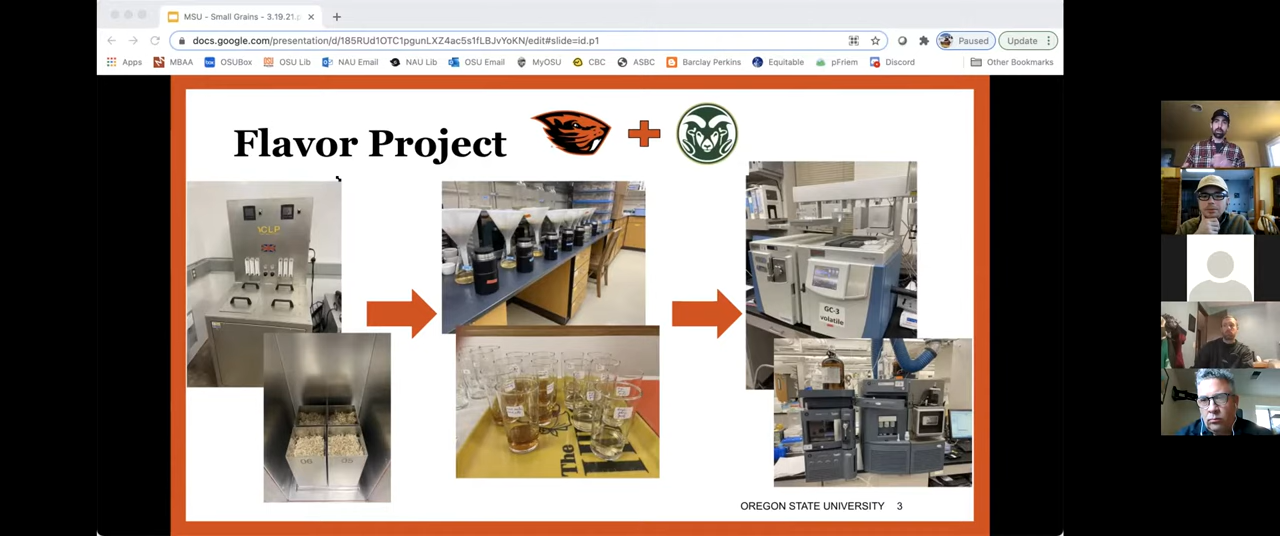 MSU - Small Grains - 3.19.21.p
docs.google.com/presentation/d/185RUd1OTC1pgunLXZ4ac5s1fLBJvYoKN/edit#slide=id.p1
Paused
Update
Apps MBAA OSUBox OSU Lib NAU Email NAU Lib OSU Email MyOSU CBC ASBC Barclay Perkins Equitable pFriem Discord Other Bookmarks
Flavor Project
GC-3
volatile
06
05
The
OREGON STATE UNIVERSITY 3